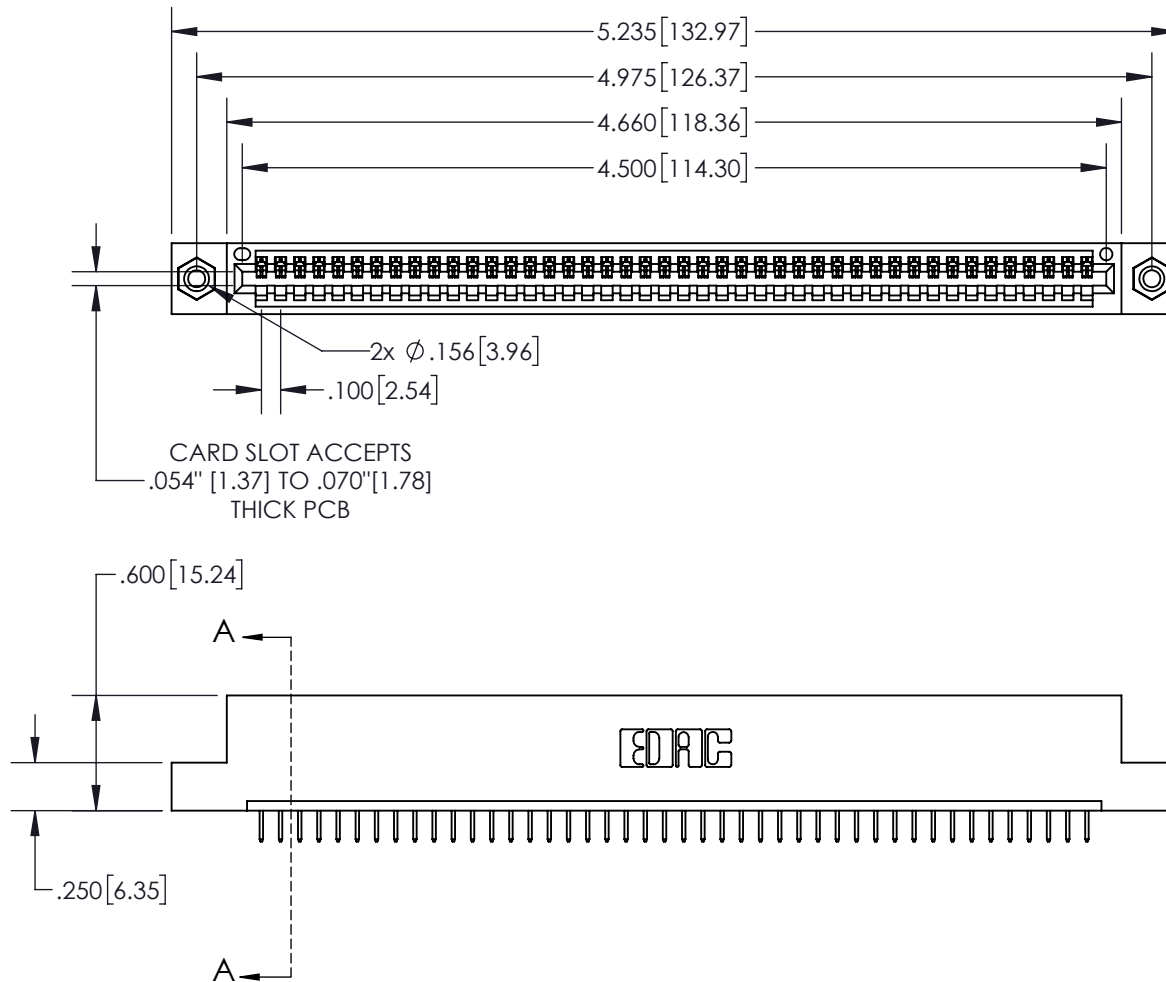 5.235[132.97]
4.975[126.37]
4.660[118.36]
4.500[114.30]
2x Ø.156[3.96]
.100[2.54]
CARD SLOT ACCEPTS
.054" [1.37] TO .070"[1.78]
THICK PCB
.600[15.24]
A
EDAC
.250[6.35]
A